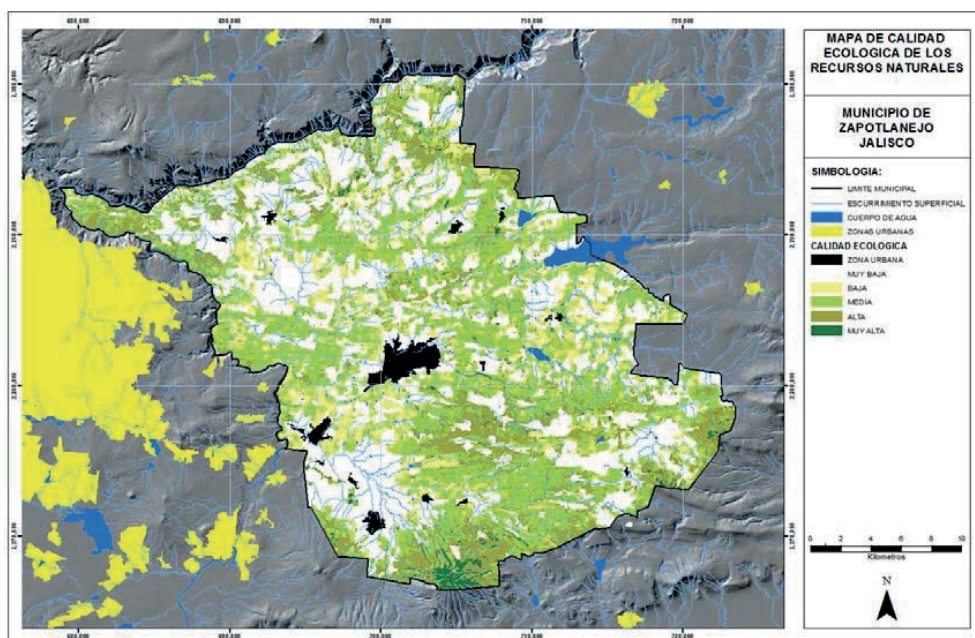 MAPA DE CALIDAD
ECOLOGICA DE LOS
RECURSOS NATURALES
MUNICIPIO DE
ZAPOTLANEJO
JALISCO
SIMBOLOGIA:
LIMITE MUNICIPAL
ESCURRIMIENTO SUPERFICIAL
CUERPO DE AGUA
ZONAS URBANAS
CALIDAD ECOLOGICA
ZONA URBANA
MUY BAJA
BAJA
MEDIA
ALTA
MUY ALTA
0 2 4 6 8 10
Kilometros
N